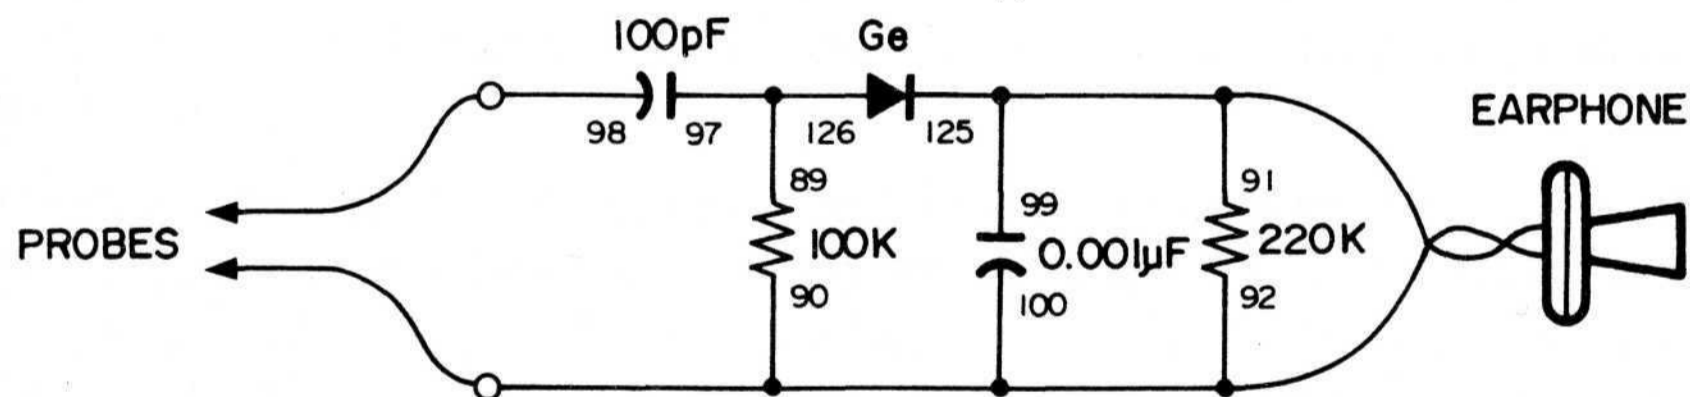 100pF
Ge
98
97
126
125
EARPHONE
89
100K
90
99
0.001µF
100
91
220K
92
PROBES